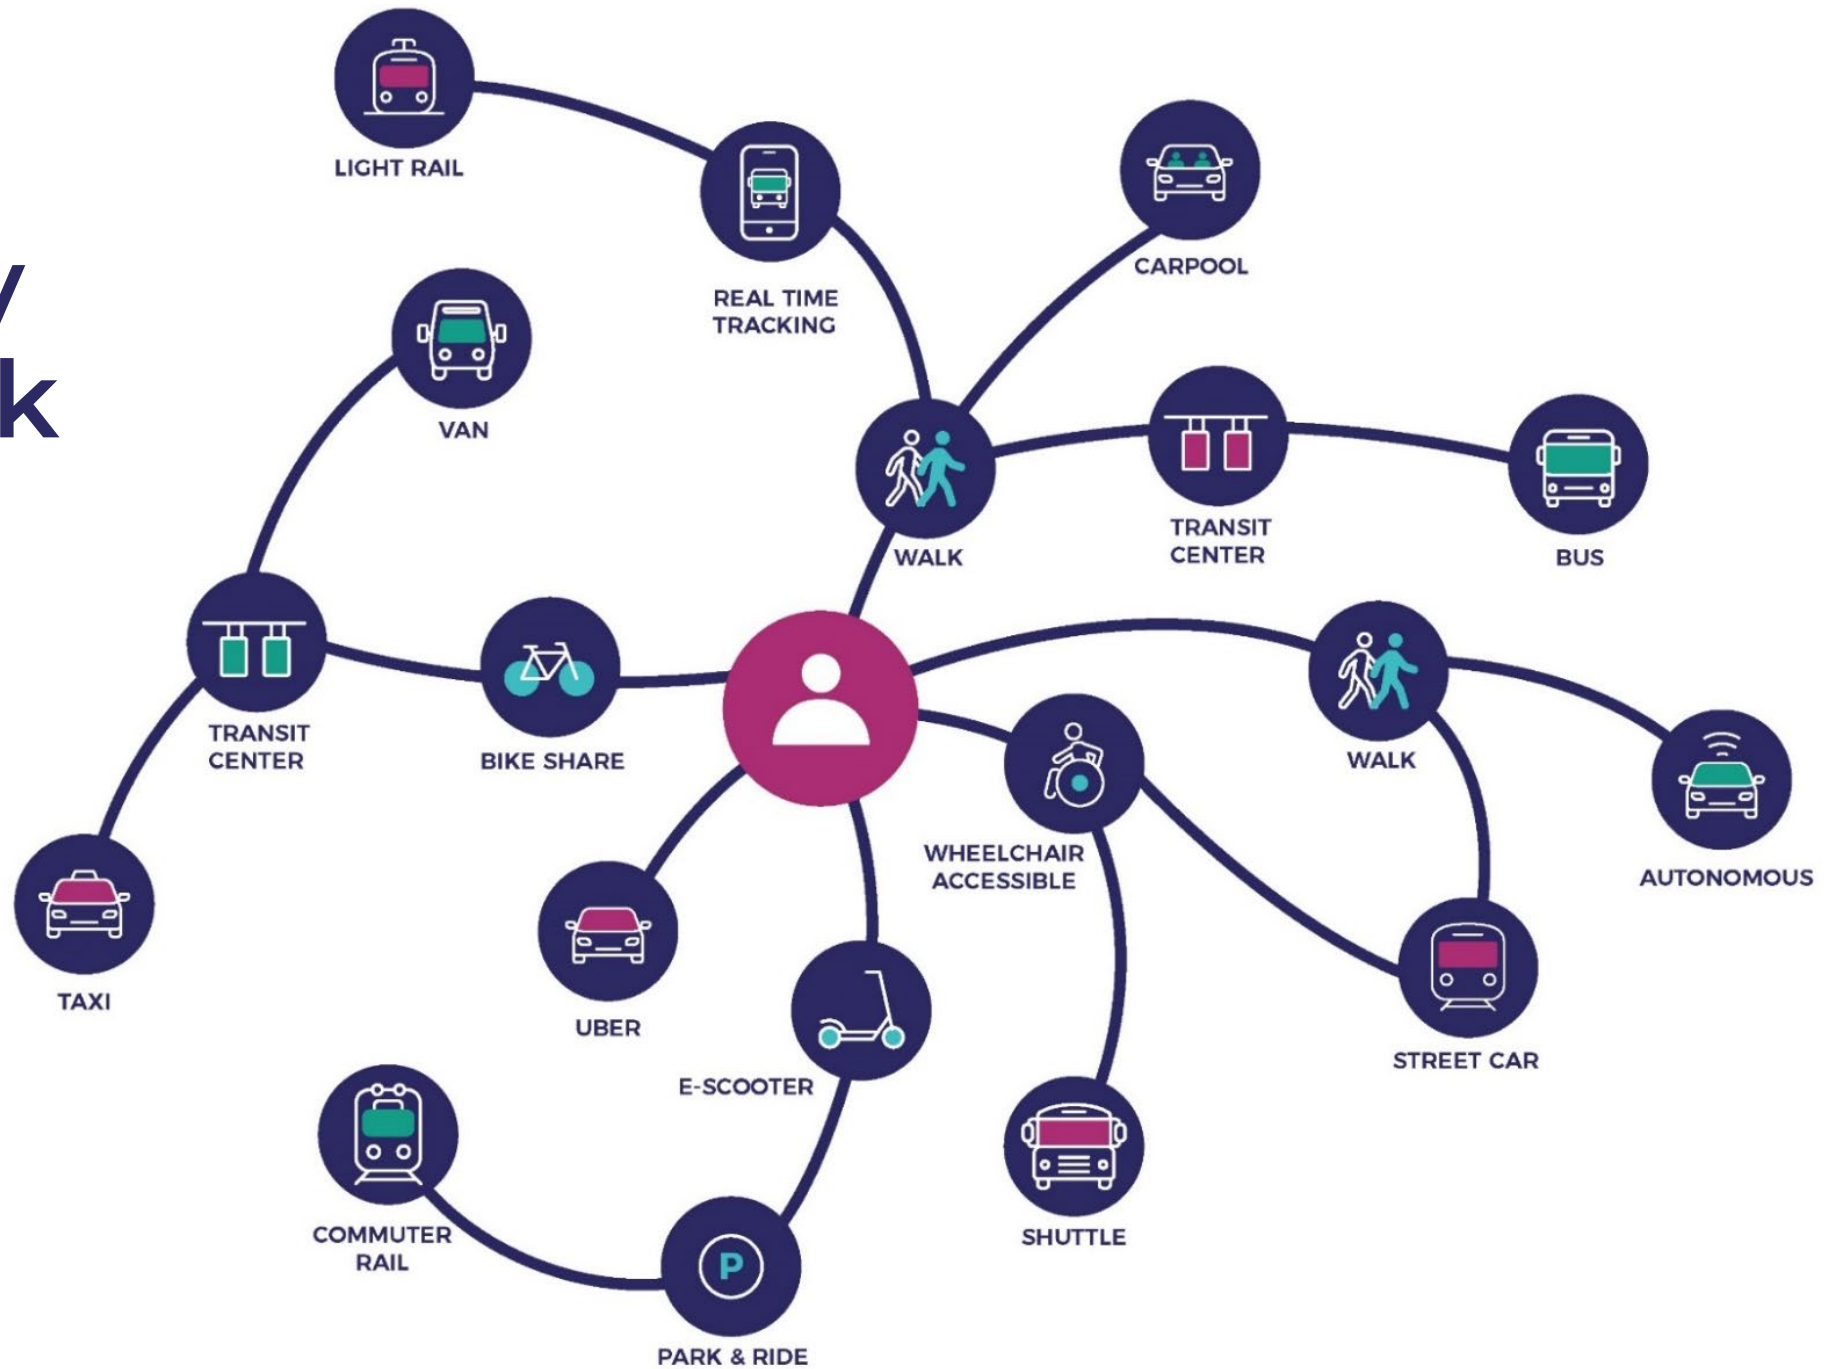 LIGHT RAIL
CARPOOL
REAL TIME
TRACKING
k
VAN
TRANSIT
CENTER
WALK
BUS
TRANSIT
CENTER
BIKE SHARE
WALK
WHEELCHAIR
ACCESSIBLE
AUTONOMOUS
TAXI
UBER
STREET CAR
E-SCOOTER
COMMUTER
RAIL
SHUTTLE
P
PARK & RIDE